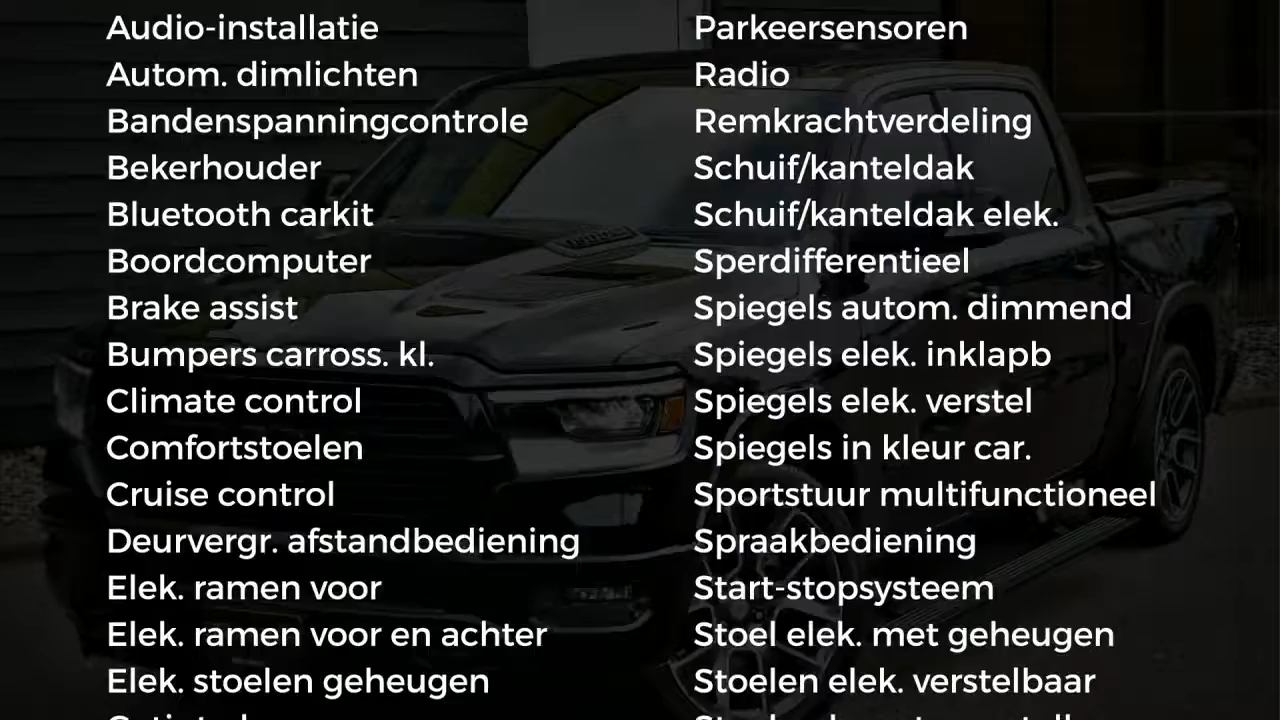 Audio-installatie
Autom. dimlichten
Bandenspanningcontrole
Bekerhouder
Bluetooth carkit
Boordcomputer
Brake assist
Bumpers carross. kl.
Climate control
Comfortstoelen
Cruise control
Deurvergr. afstandbediening
Elek. ramen voor
Elek. ramen voor en achter
Elek. stoelen geheugen
Parkeersensoren
Radio
Remkrachtverdeling
Schuif/kanteldak
Schuif/kanteldak elek.
Sperdifferentieel
Spiegels autom. dimmend
Spiegels elek. inklapb
Spiegels elek. verstel
Spiegels in kleur car.
Sportstuur multifunctioneel
Spraakbediening
Start-stopsysteem
Stoel elek. met geheugen
Stoelen elek. verstelbaar